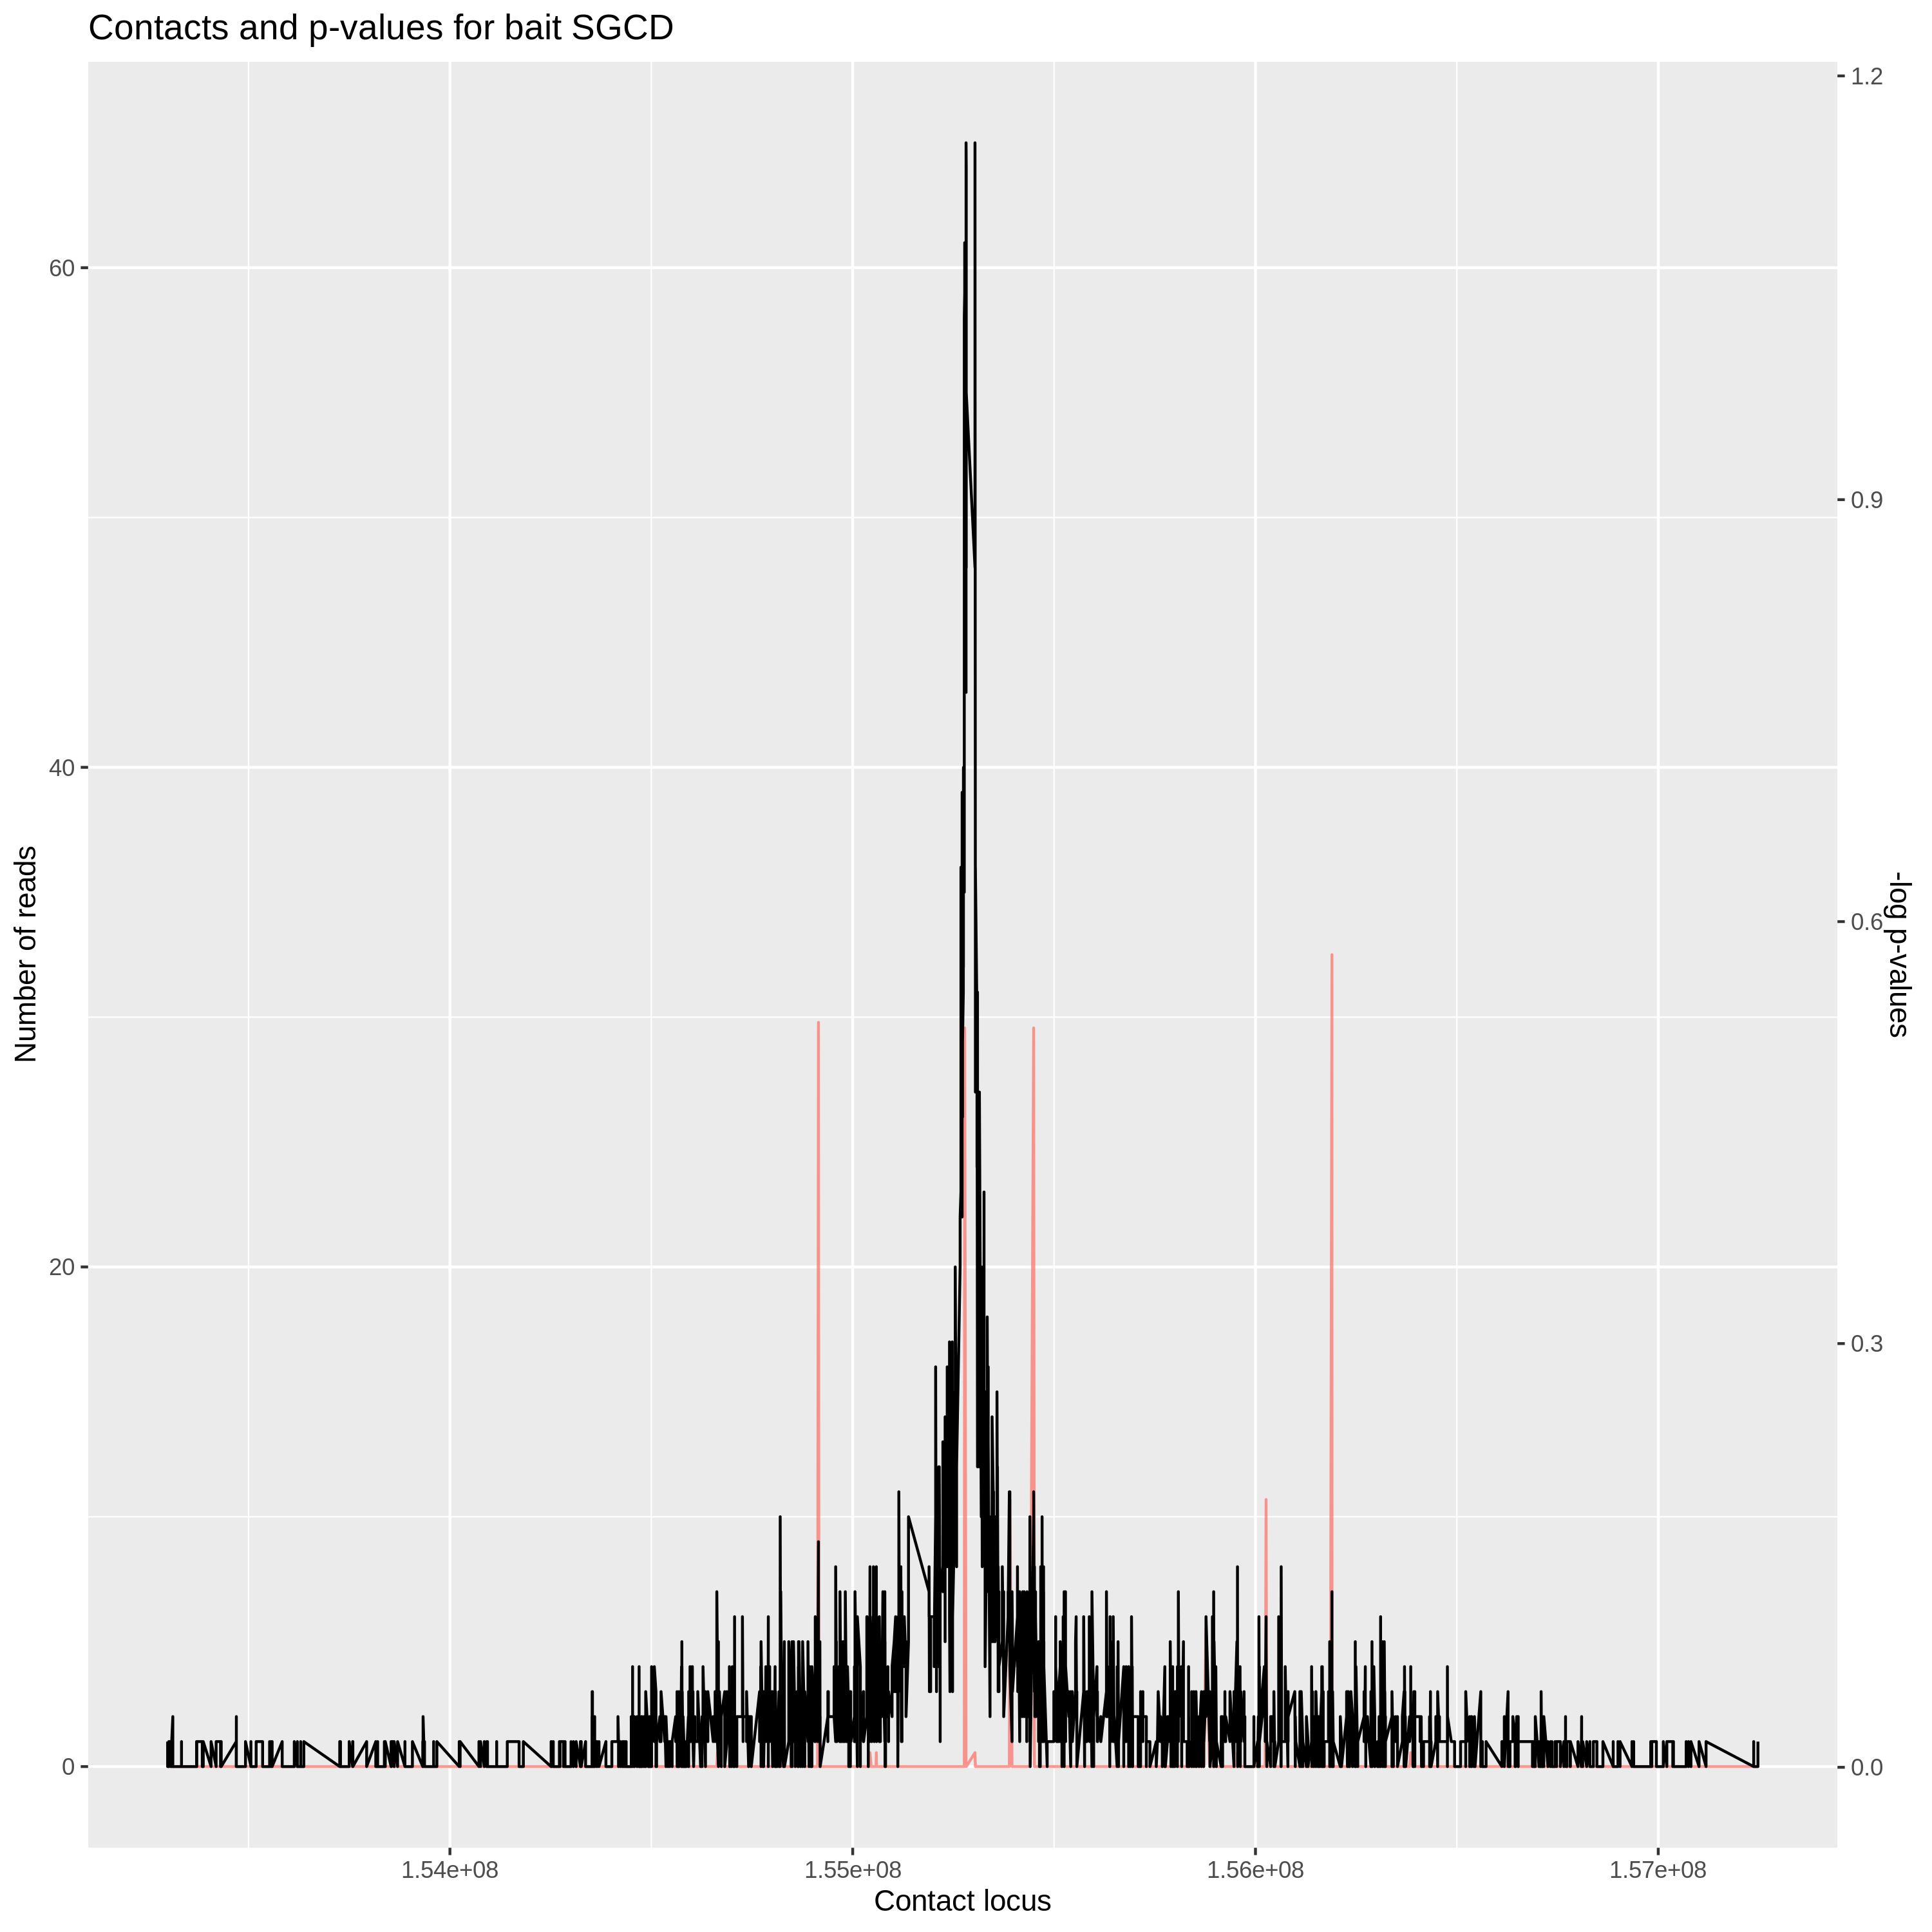 Contacts and p-values for bait SGCD
1.2
60
0.9
40
0.6
Number of reads
-log p-values
20
0.3
0
0.0
1.54e+08
1.55e+08
1.56e+08
1.57e+08
Contact locus